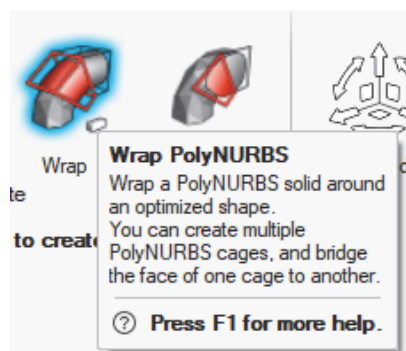 Wrap
te
to create
Wrap PolyNURBS
Wrap a PolyNURBS solid around
an optimized shape.
You can create multiple
PolyNURBS cages, and bridge
the face of one cage to another.
Press F1 for more help.